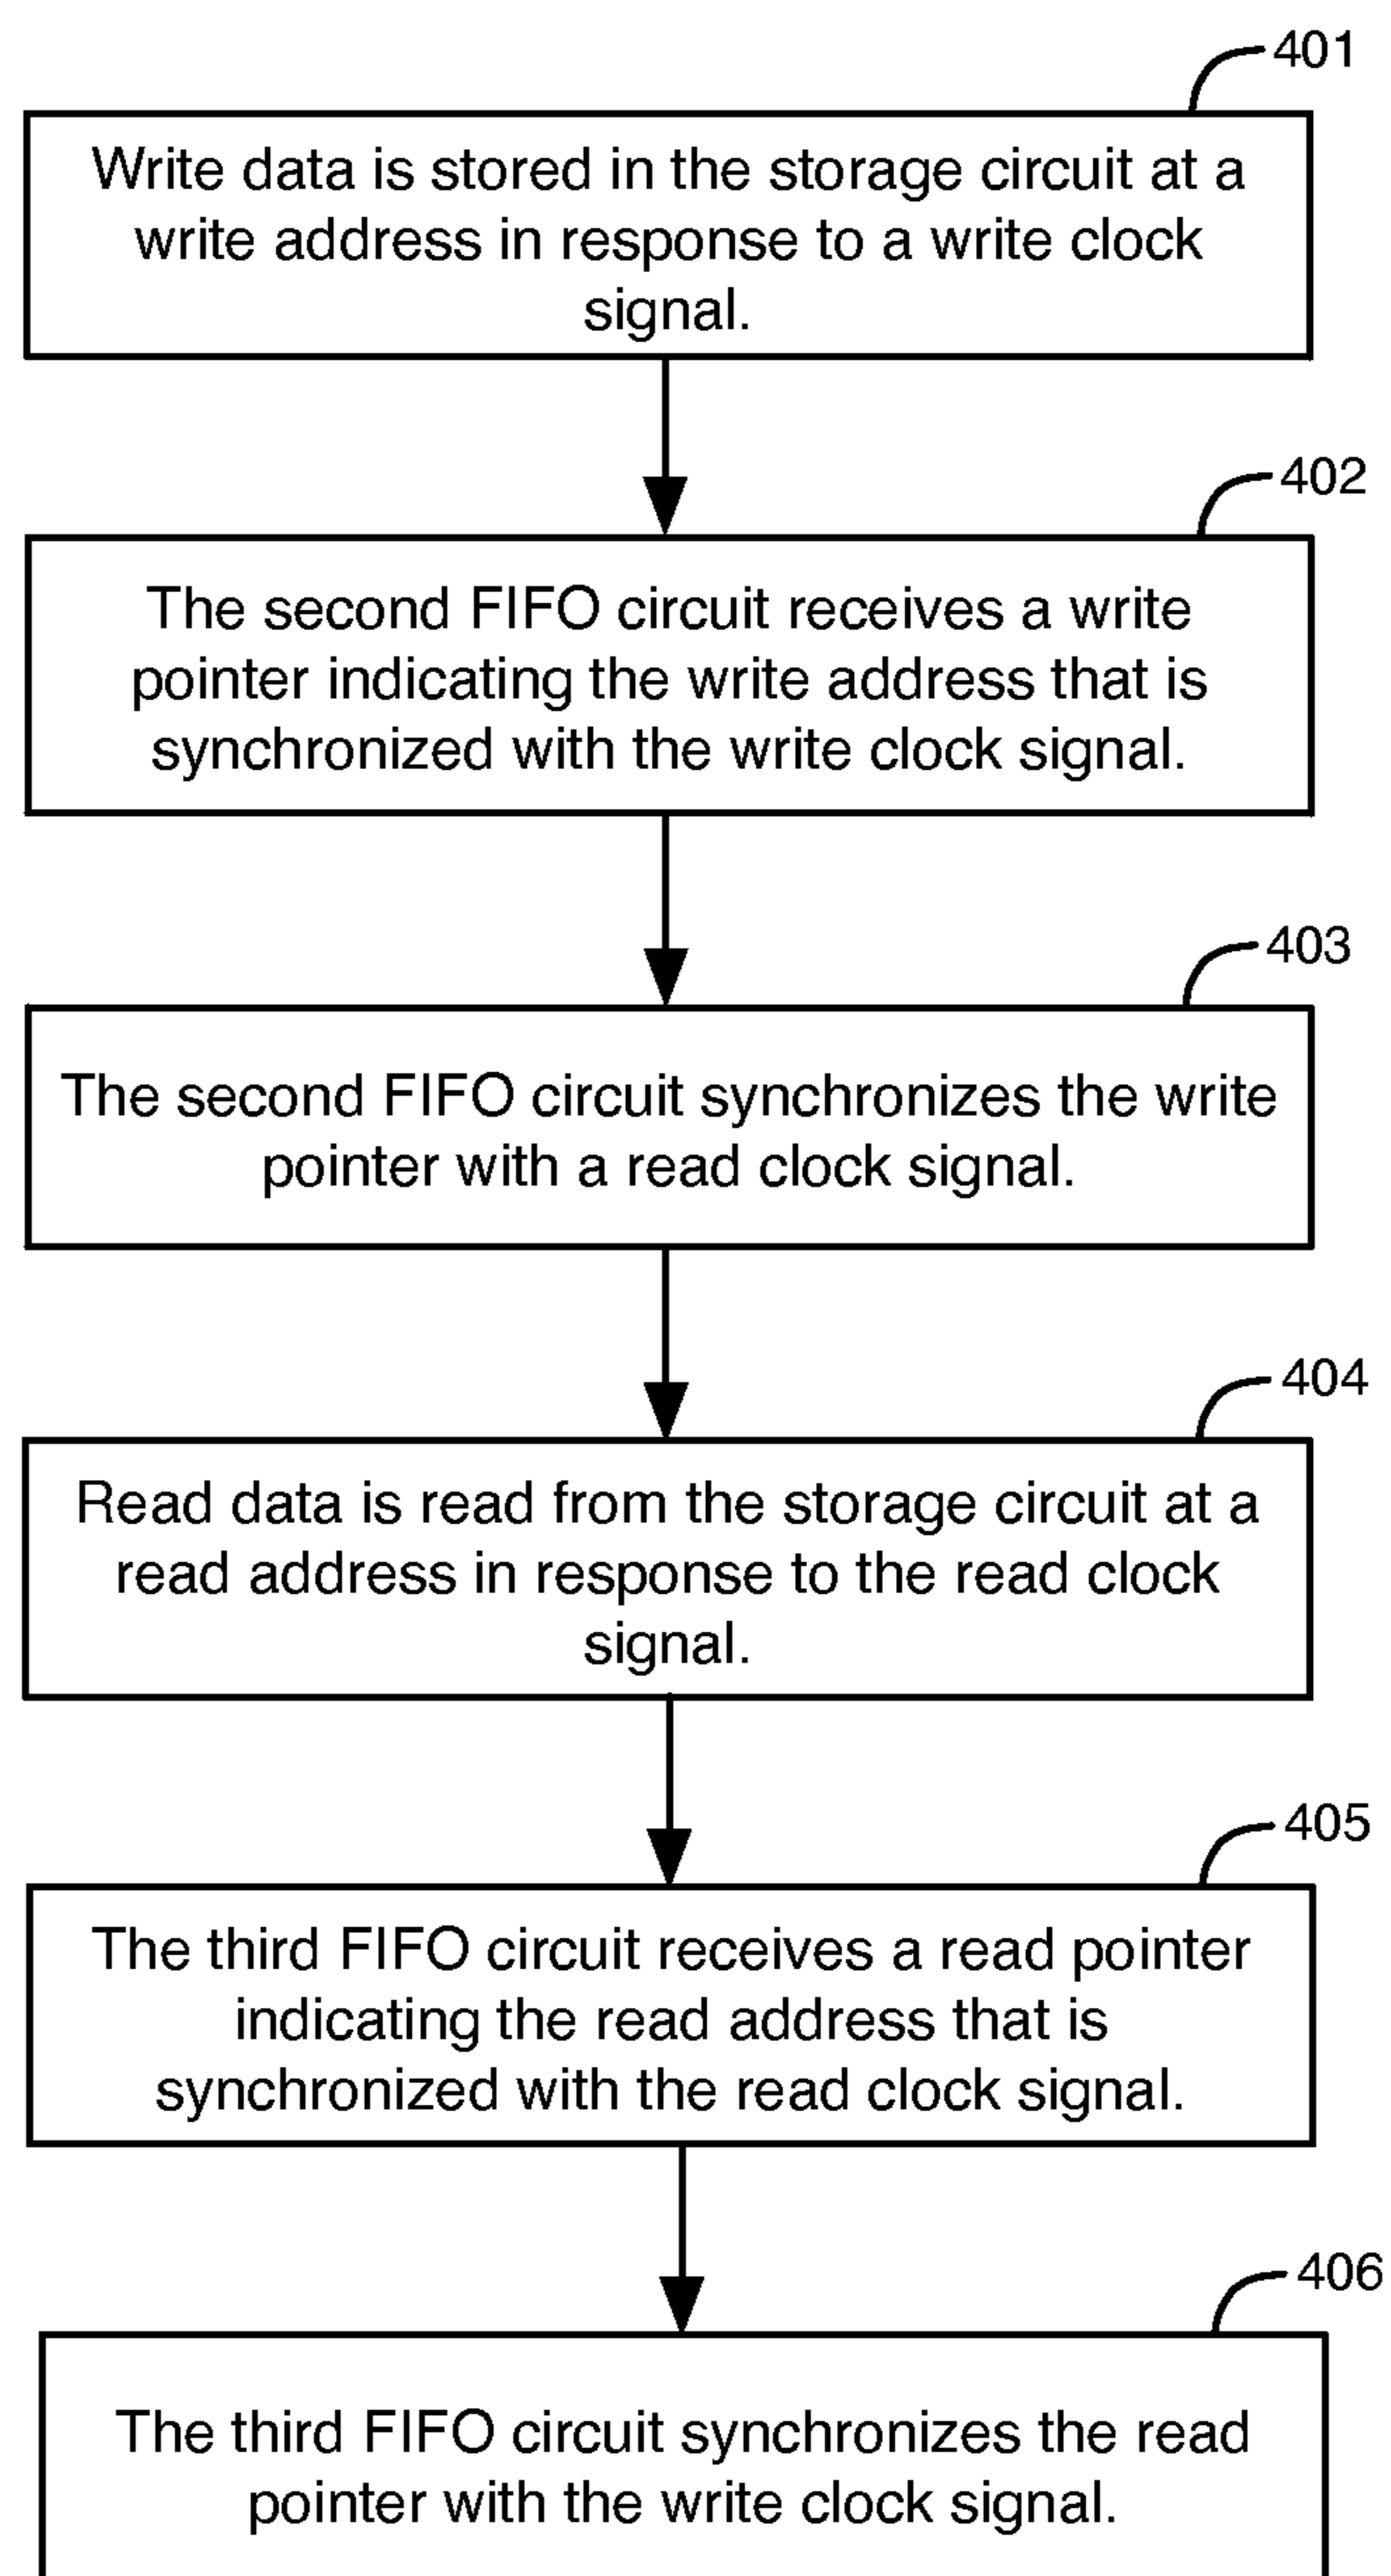 401
Write data is stored in the storage circuit at a
write address in response to a write clock
signal.
402
The second FIFO circuit receives a write
pointer indicating the write address that is
synchronized with the write clock signal.
403
The second FIFO circuit synchronizes the write
pointer with a read clock signal.
404
Read data is read from the storage circuit at a
read address in response to the read clock
signal.
405
The third FIFO circuit receives a read pointer
indicating the read address that is
synchronized with the read clock signal.
406
The third FIFO circuit synchronizes the read
pointer with the write clock signal.